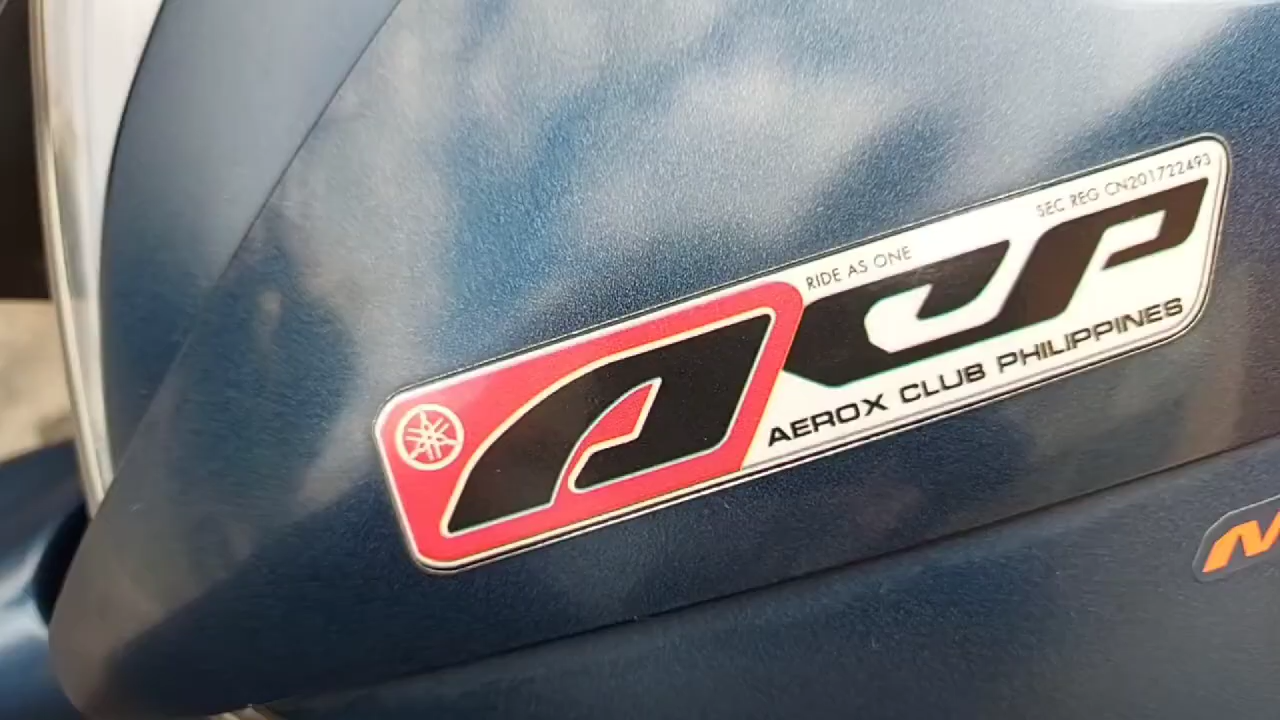 SEC REG CN201722493
RIDE AS ONE
ACP
AEROX CLUB PHILIPPINES